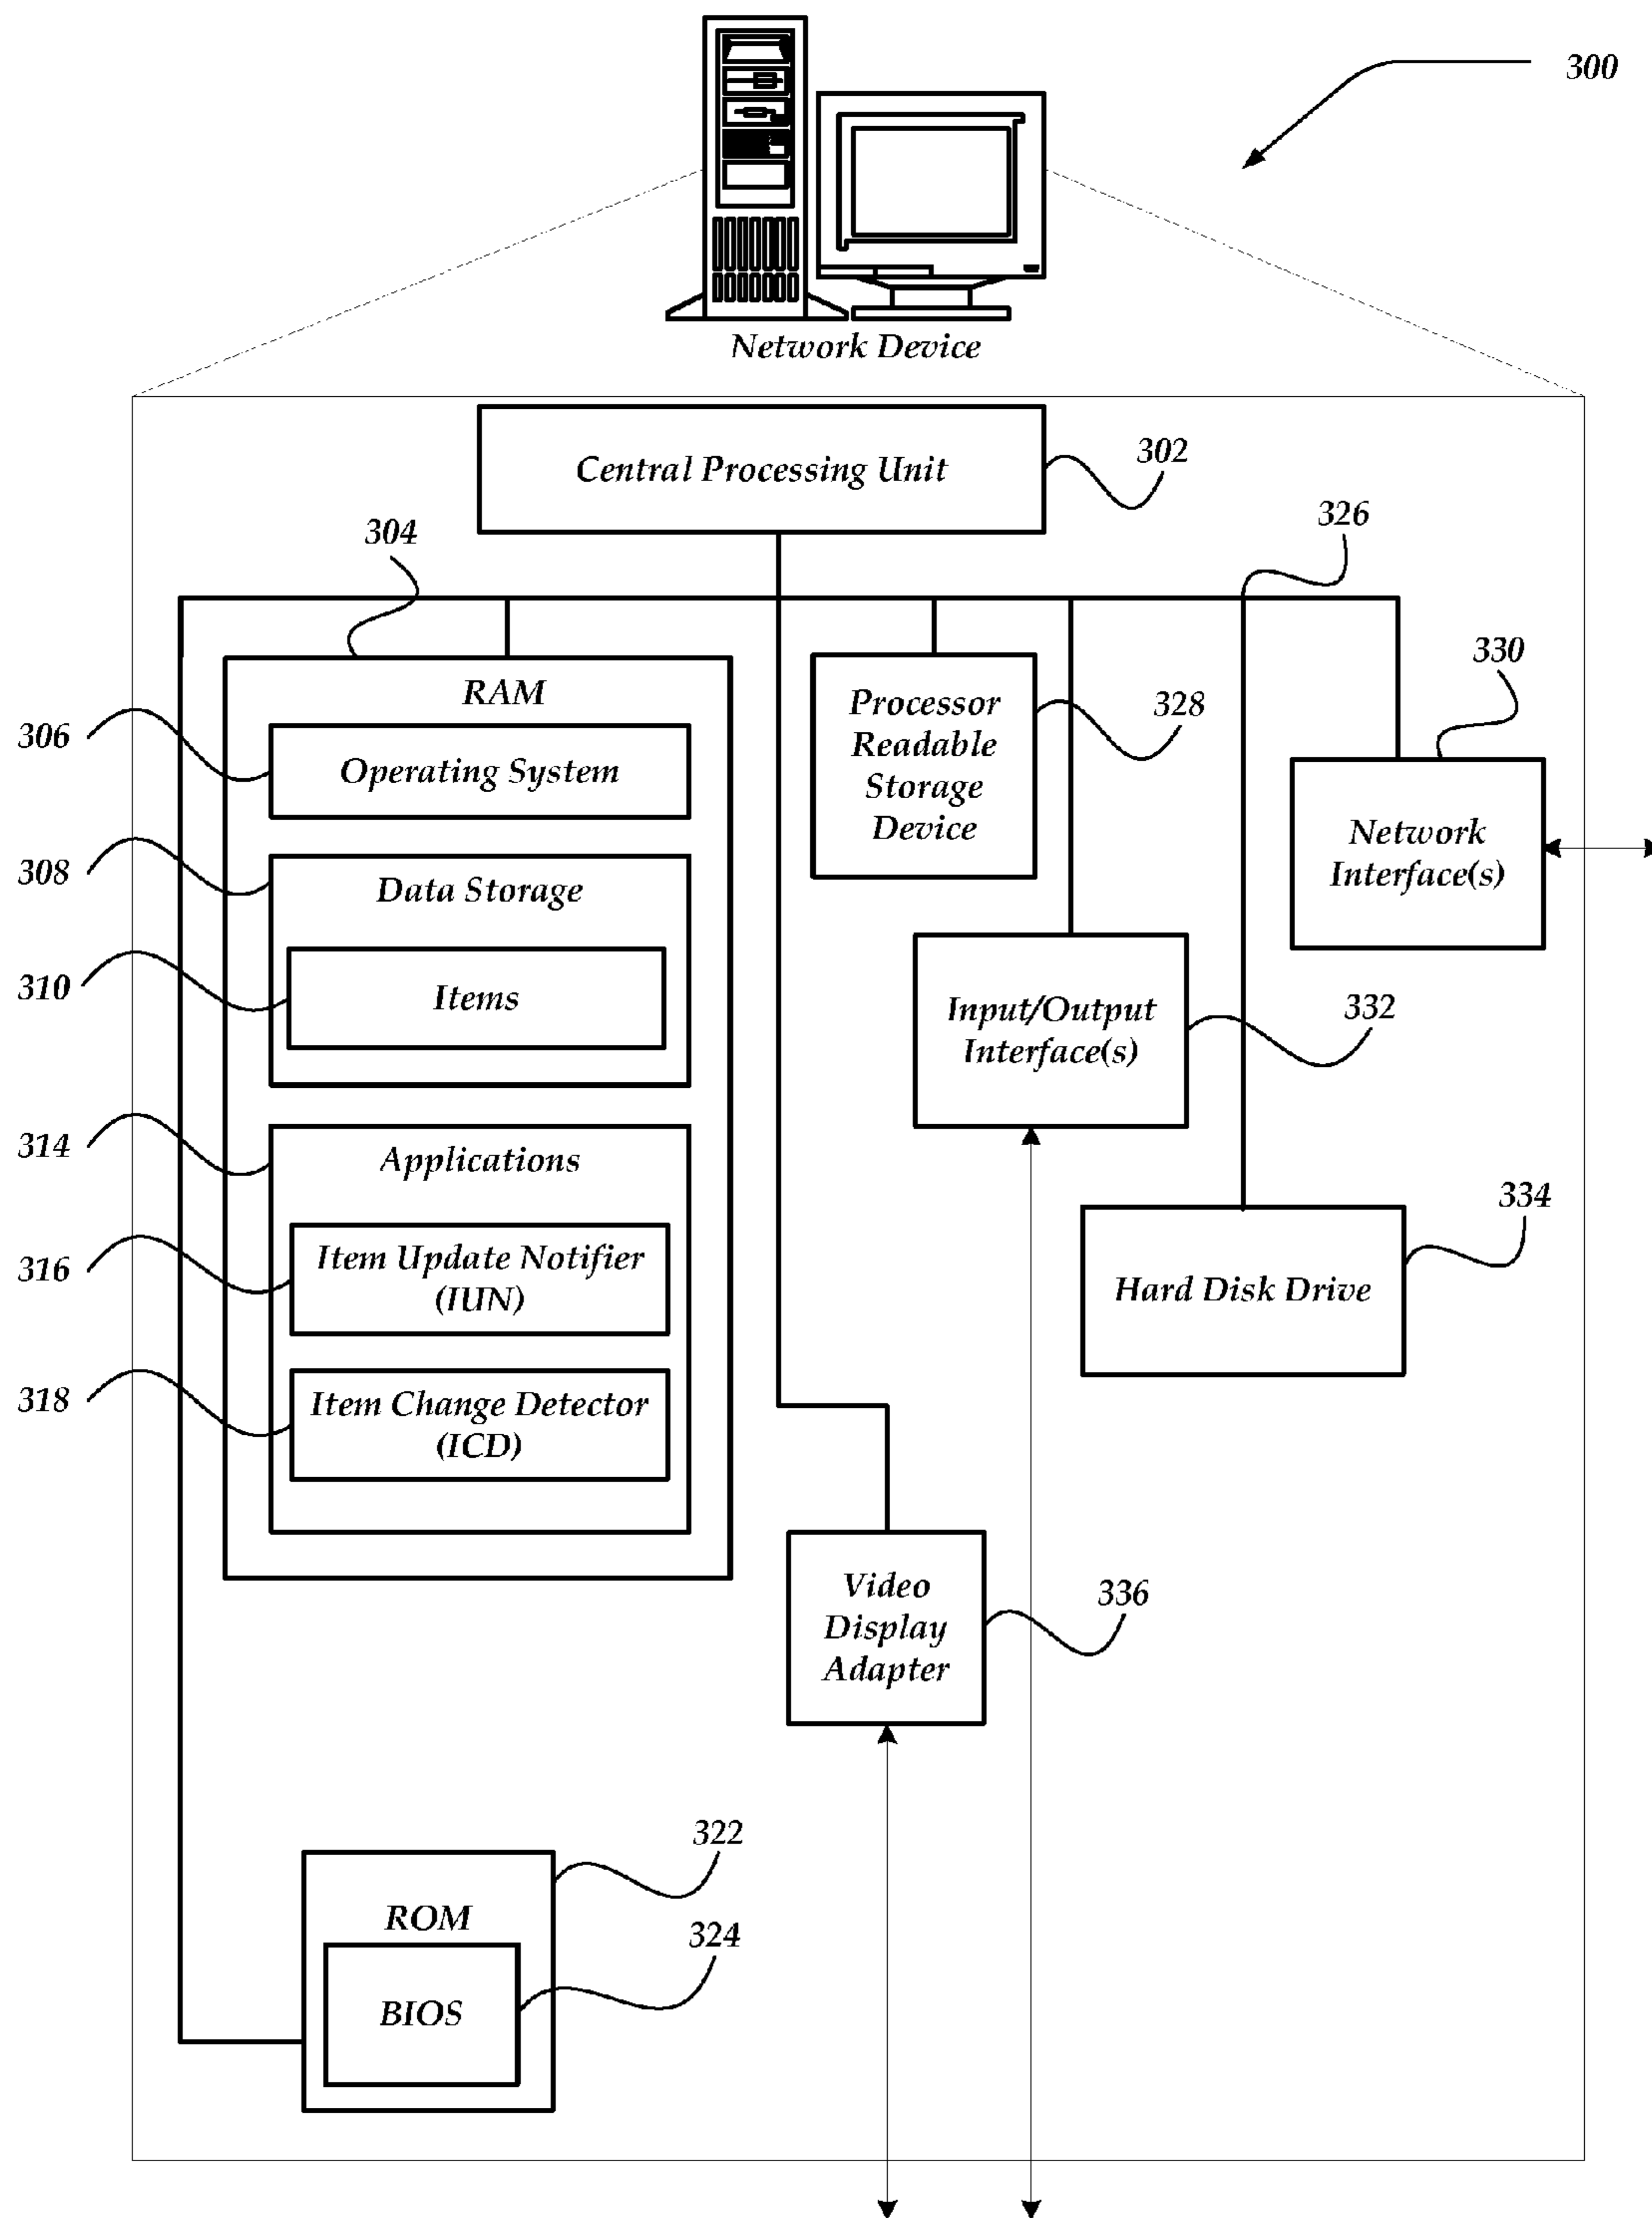 300
Network Device
Central Processing Unit
302
304
326
RAM
330
306
Operating System
Processor
Readable
Storage
Device
328
Network
Interface(s)
308
Data Storage
310
Items
Input/Output
Interface(s)
332
314
Applications
334
316
Item Update Notifier
(IUN)
Hard Disk Drive
318
Item Change Detector
(ICD)
Video
Display
Adapter
336
322
ROM
324
BIOS